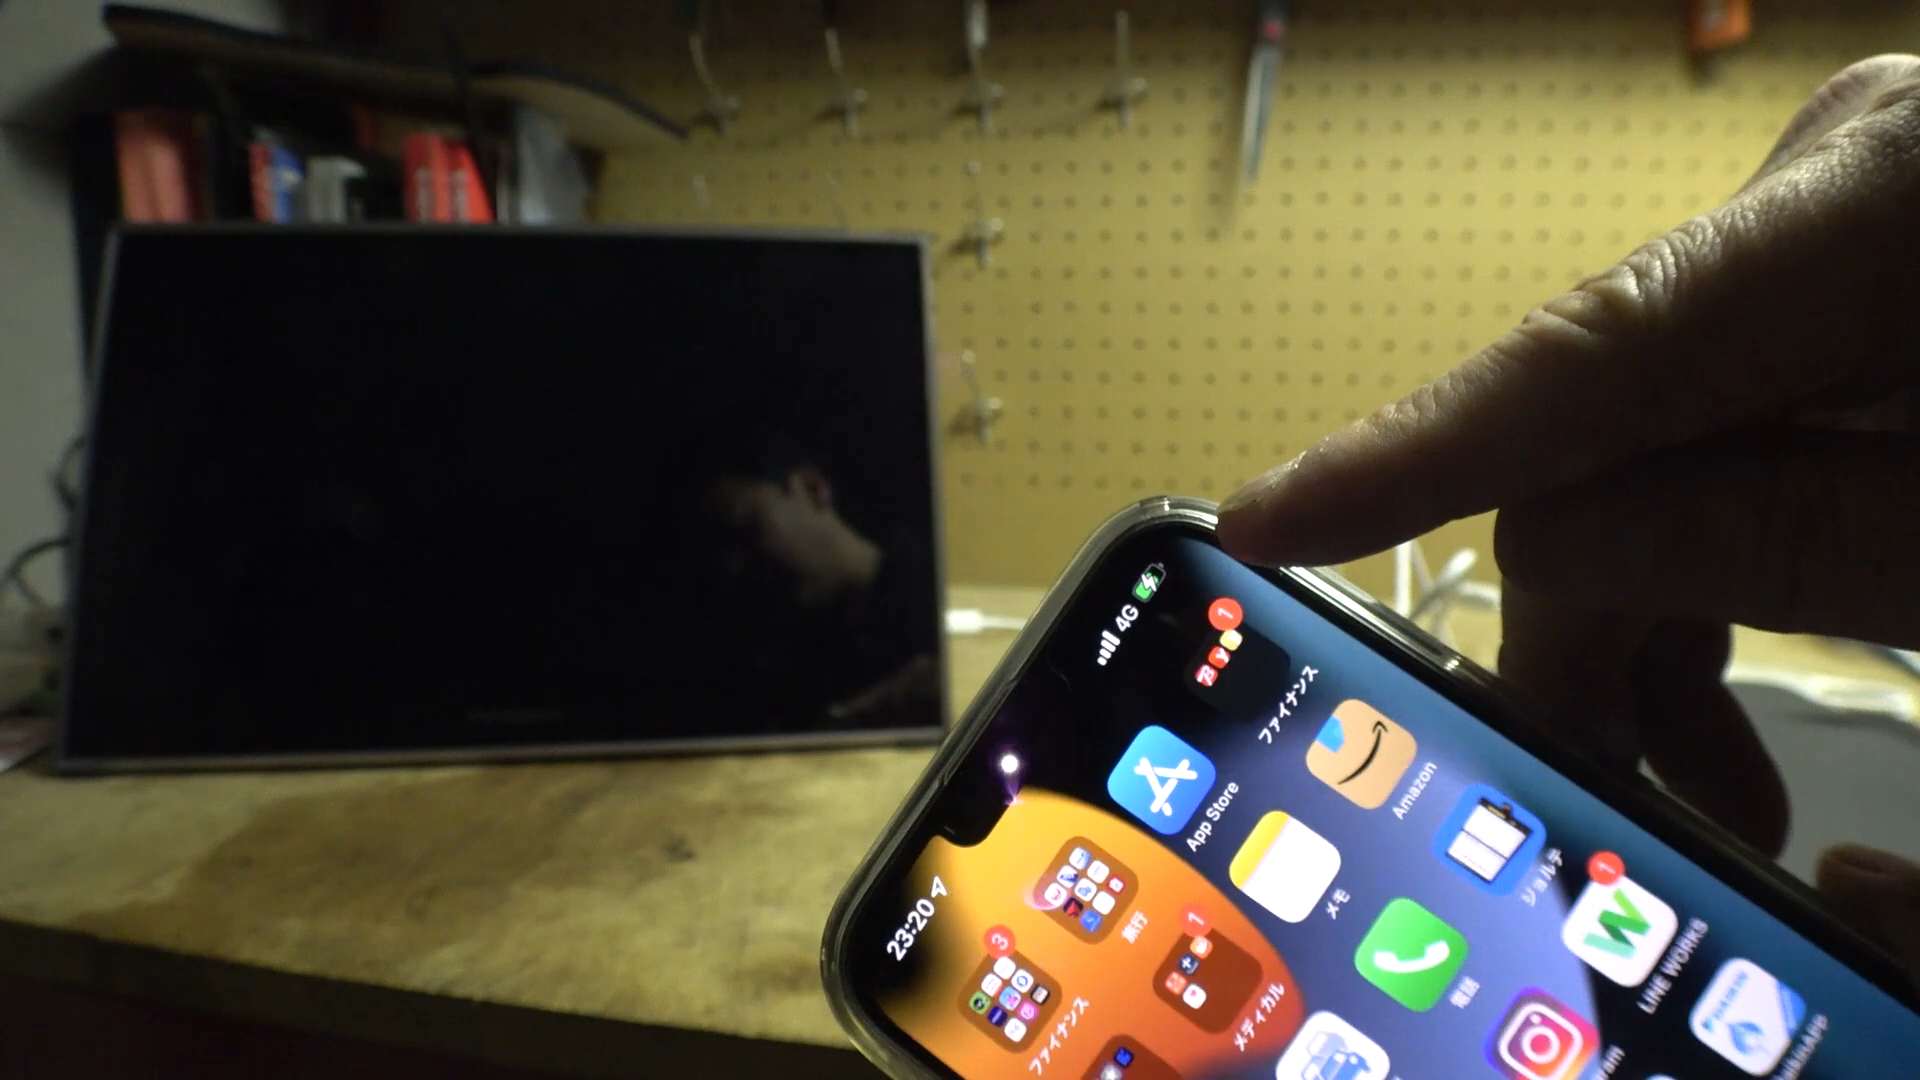 23:20
4G
1
ファイナンス
App Store
Amazon
旅行
メモ
ジョルテ
3
ファイナンス
1
メディカル
電話
1
LINE WORKS